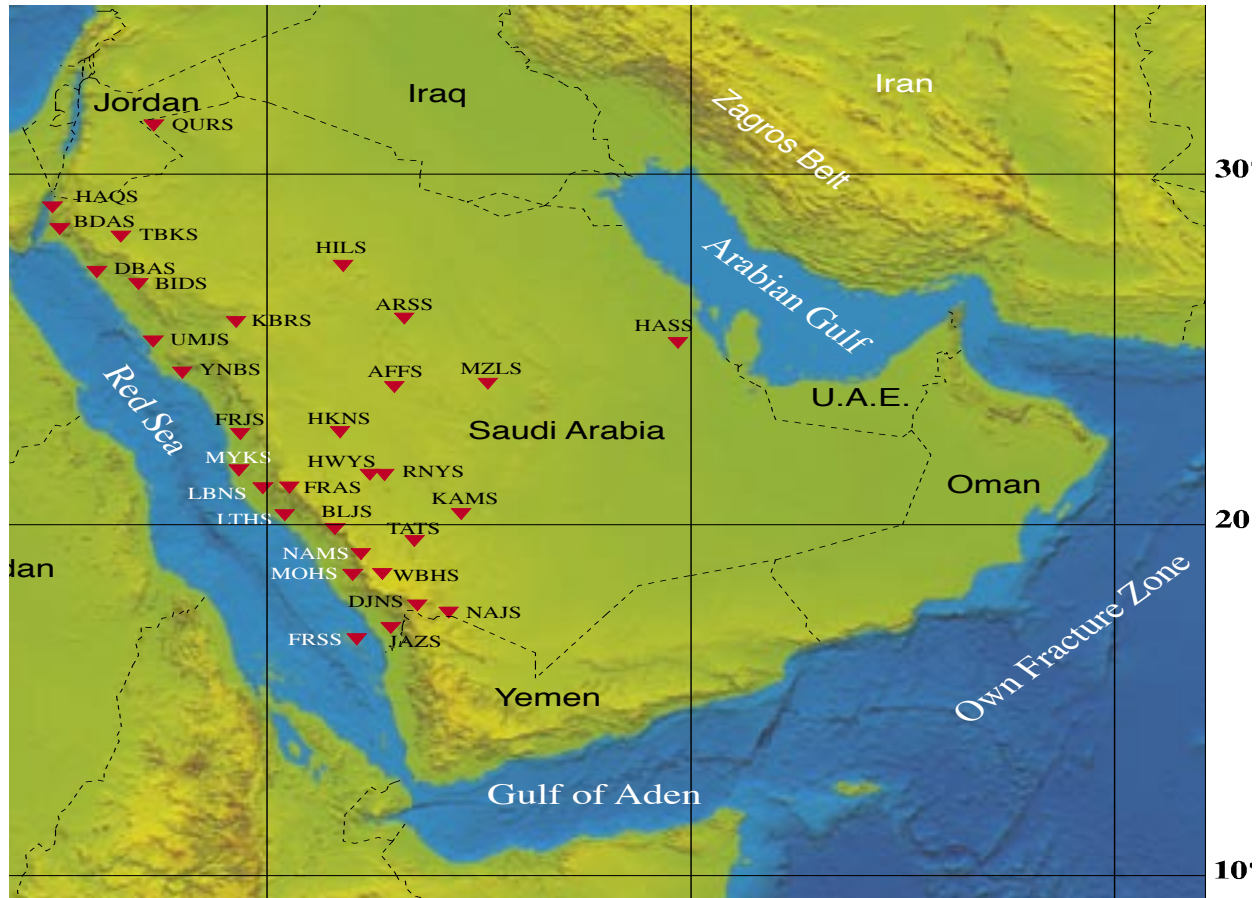 Iraq
Iran
Jordan
QURS
Zagros Belt
30°
HAQS
BDAS
TBKS
HILS
DBAS
BIDS
Arabian Gulf
ARSS
KBRS
HASS
UMJS
YNBS
AFFS
MZLS
U.A.E.
Red Sea
FRJS
HKNS
Saudi Arabia
MYKS
HWYS
RNYS
LBNS
FRAS
KAMS
Oman
LTHS
BLJS
20°
TATS
NAMS
dan
MOHS
WBHS
DJNS
NAJS
FRSS
JAZS
Own Fracture Zone
Yemen
Gulf of Aden
10°